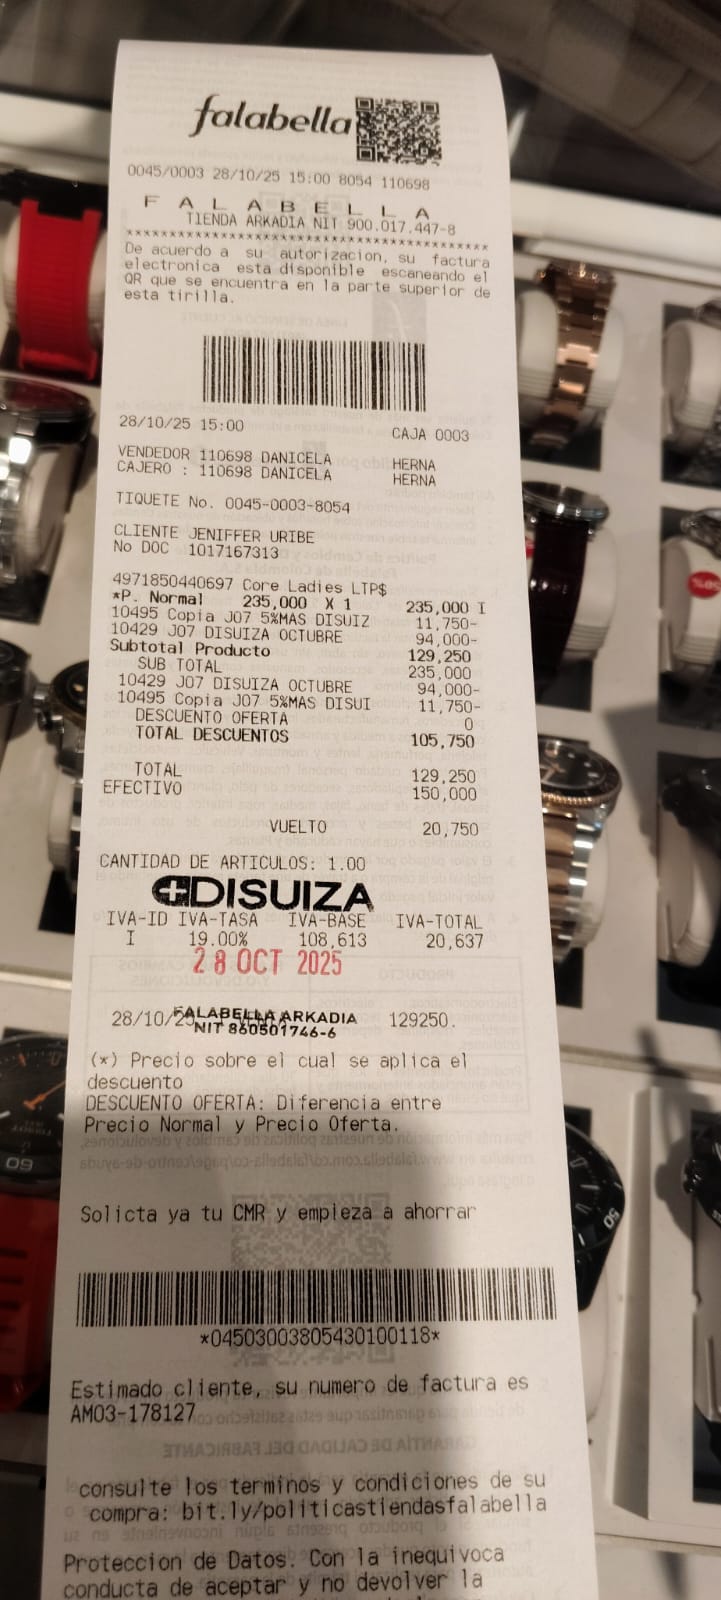 falabella
0045/0003 28/10/25 15:00 8054 110698
F A L A B E L L A
TIENDA ARKADIA NIT 900.017.447-8
****************************************************
De acuerdo a su autorizacion, su factura
electronica esta disponible escaneando el
QR que se encuentra en la parte superior de
esta tirilla.
28/10/25 15:00 CAJA 0003
VENDEDOR 110698 DANICELA HERNA
CAJERO : 110698 DANICELA HERNA
TIQUETE No. 0045-0003-8054
CLIENTE JENIFFER URIBE
No DOC 1017167313
4971850440697 Core Ladies LTP$
*P. Normal 235,000 X 1 235,000 I
10495 Copia J07 5%MAS DISUIZ 11,750-
10429 J07 DISUIZA OCTUBRE 94,000-
Subtotal Producto 129,250
SUB TOTAL 235,000
10429 J07 DISUIZA OCTUBRE 94,000-
10495 Copia J07 5%MAS DISUI 11,750-
DESCUENTO OFERTA 0
TOTAL DESCUENTOS 105,750
TOTAL 129,250
EFECTIVO 150,000
VUELTO 20,750
CANTIDAD DE ARTICULOS: 1.00
DISUIZA
IVA-ID IVA-TASA IVA-BASE IVA-TOTAL
I 19.00% 108,613 20,637
28 OCT 2025
FALABELLA ARKADIA
28/10/25 129250.
NIT 860501746-6
(*) Precio sobre el cual se aplica el
descuento
DESCUENTO OFERTA: Diferencia entre
Precio Normal y Precio Oferta.
Solicta ya tu CMR y empieza a ahorrar
*04503003805430100118*
Estimado cliente, su numero de factura es
AMO3-178127
consulte los terminos y condiciones de su
compra: bit.ly/politicastiendasfalabella
Proteccion de Datos. Con la inequivoca
conducta de aceptar y no devolver la
50%
60
50